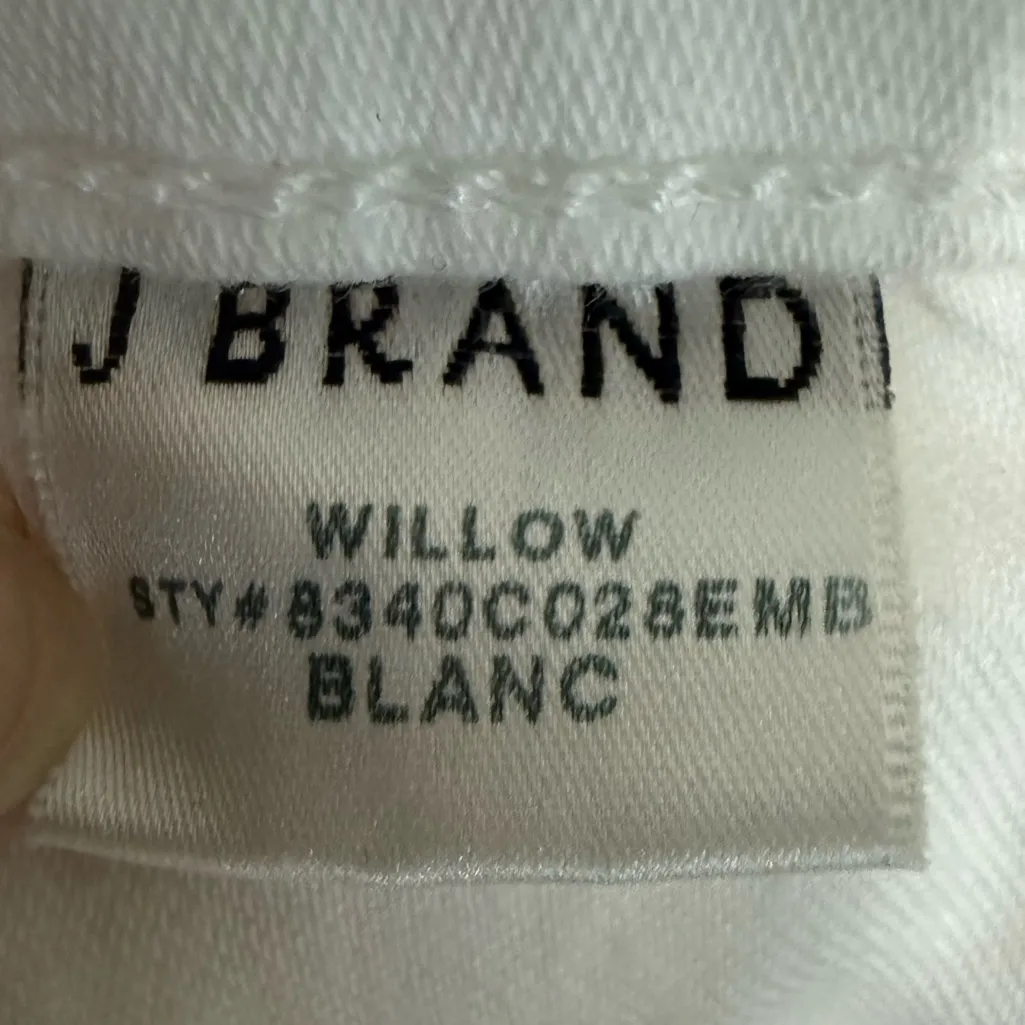 J BRAND
WILLOW
STY#8340C028EMB
BLANC